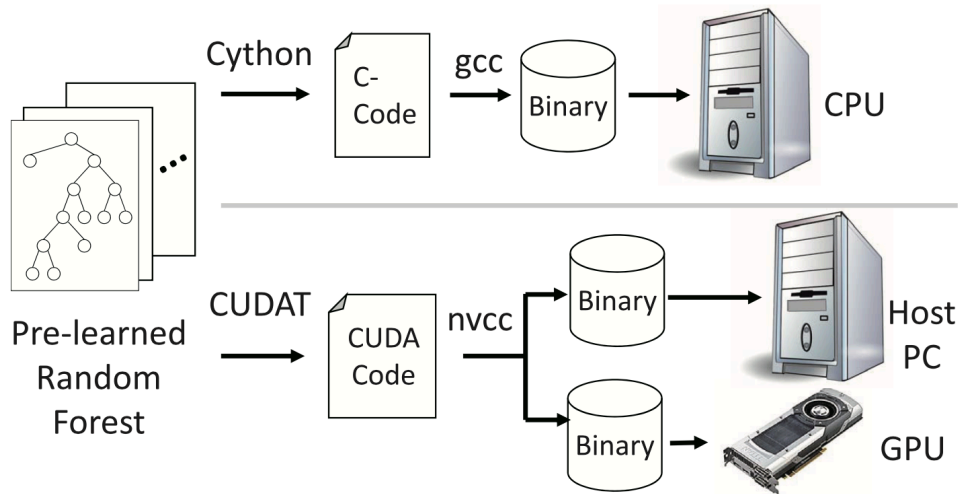 Cython
C-
Code
gcc
Binary
CPU
Pre-learned
Random
Forest
CUDAT
CUDA
Code
nvcc
Binary
Host
PC
Binary
GPU